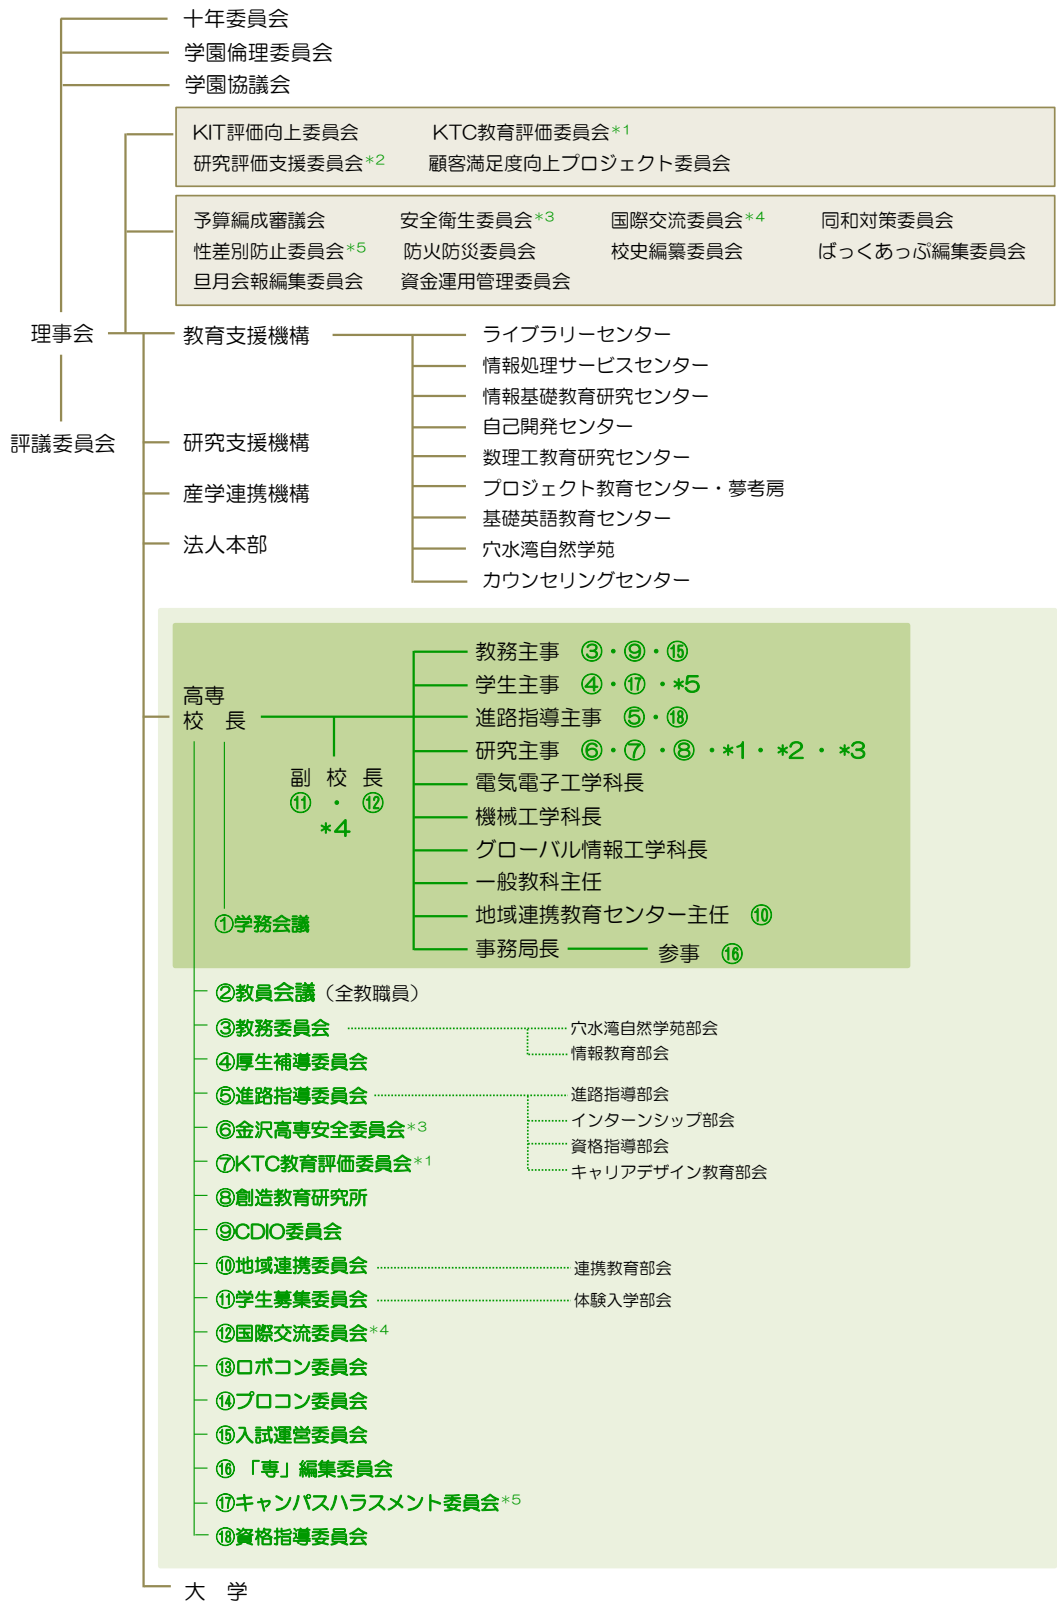 十年委員会
学園倫理委員会
学園協議会
KIT評価向上委員会 KTC教育評価委員会*1
研究評価支援委員会*2 顧客満足度向上プロジェクト委員会
予算編成審議会 安全衛生委員会*3 国際交流委員会*4 同和対策委員会
性差別防止委員会*5 防火防災委員会 校史編纂委員会 ばっくあっぷ編集委員会
旦月会報編集委員会 資金運用管理委員会
理事会
評議委員会
教育支援機構
ライブラリーセンター
情報処理サービスセンター
情報基礎教育研究センター
自己開発センター
数理工教育研究センター
プロジェクト教育センター・夢考房
基礎英語教育センター
穴水湾自然学苑
カウンセリングセンター
研究支援機構
産学連携機構
法人本部
高専
校 長
副 校 長
⑪ ・ ⑫
*4
教務主事 ③・⑨・⑮
学生主事 ④・⑰・*5
進路指導主事 ⑤・⑱
研究主事 ⑥・⑦・⑧・*1・*2・*3
電気電子工学科長
機械工学科長
グローバル情報工学科長
一般教科主任
地域連携教育センター主任 ⑩
事務局長 参事 ⑯
①学務会議
②教員会議（全教職員）
③教務委員会 穴水湾自然学苑部会
情報教育部会
④厚生補導委員会
⑤進路指導委員会 進路指導部会
インターンシップ部会
資格指導部会
キャリアデザイン教育部会
⑥金沢高専安全委員会*3
⑦KTC教育評価委員会*1
⑧創造教育研究所
⑨CDIO委員会
⑩地域連携委員会 連携教育部会
⑪学生募集委員会 体験入学部会
⑫国際交流委員会*4
⑬ロボコン委員会
⑭プロコン委員会
⑮入試運営委員会
⑯「専」編集委員会
⑰キャンパスハラスメント委員会*5
⑱資格指導委員会
大 学